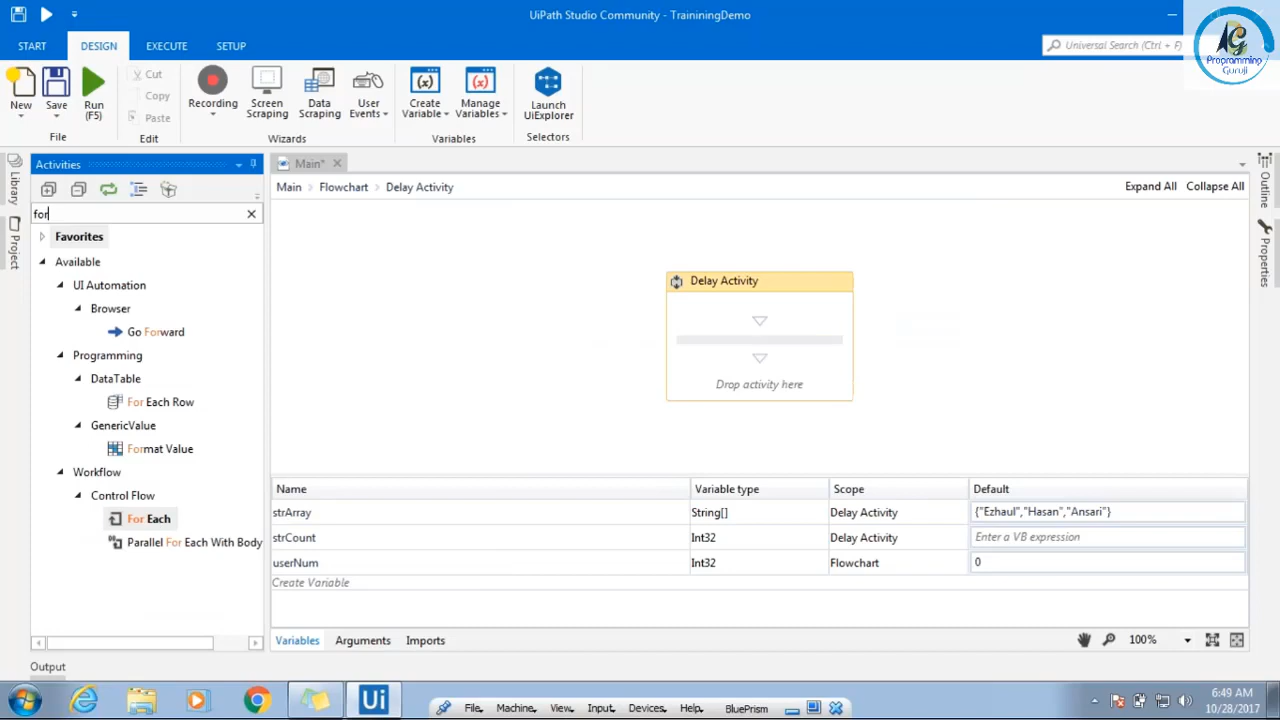 UiPath Studio Community - TraininingDemo
START DESIGN EXECUTE SETUP
Universal Search (Ctrl + F)
Programming
Guruji
New
Save
Run
(F5)
Cut
Copy
Paste
Recording
Screen
Scraping
Data
Scraping
User
Events
Create
Variable
Manage
Variables
Launch
UiExplorer
File Edit Wizards Variables Selectors
Library
Project
Activities
for
Favorites
Available
UI Automation
Browser
Go Forward
Programming
DataTable
For Each Row
GenericValue
Format Value
Workflow
Control Flow
For Each
Parallel For Each With Body
Main*
Main > Flowchart > Delay Activity
Expand All Collapse All
Delay Activity
Drop activity here
Outline
Properties
Name Variable type Scope Default
strArray String[] Delay Activity {"Ezhaul","Hasan","Ansari"}
strCount Int32 Delay Activity Enter a VB expression
userNum Int32 Flowchart 0
Create Variable
Variables Arguments Imports 100%
Output
File, Machine, View, Input, Devices, Help, BluePrism
6:49 AM
10/28/2017